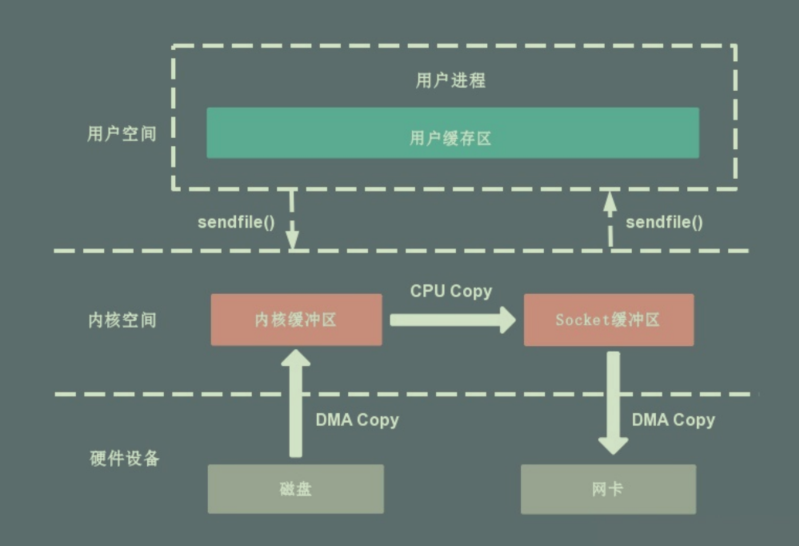 用户进程
用户空间
用户缓存区
sendfile()
sendfile()
CPU Copy
内核空间
内核缓冲区
Socket缓冲区
DMA Copy
DMA Copy
硬件设备
磁盘
网卡